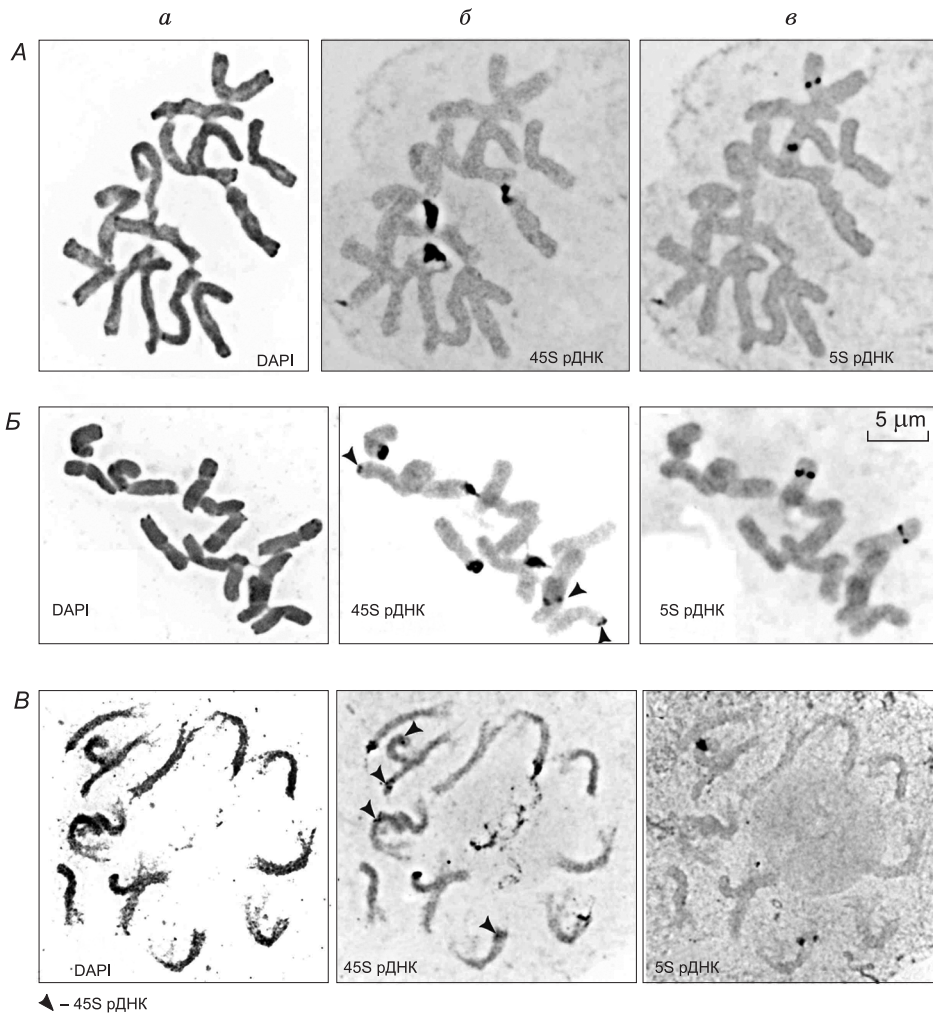 а б в
А
DAPI 45S рДНК 5S рДНК
Б
5 µm
DAPI 45S рДНК 5S рДНК
В
DAPI 45S рДНК 5S рДНК
– 45S рДНК